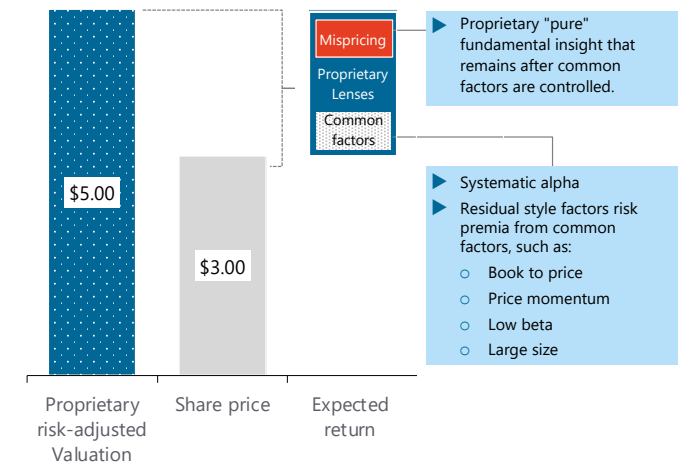 Mispricing
Proprietary
Lenses
Common
factors
▶ Proprietary "pure"
fundamental insight that
remains after common
factors are controlled.
$5.00
$3.00
▶ Systematic alpha
▶ Residual style factors risk
premia from common
factors, such as:
○ Book to price
○ Price momentum
○ Low beta
○ Large size
Proprietary
risk-adjusted
Valuation
Share price
Expected
return